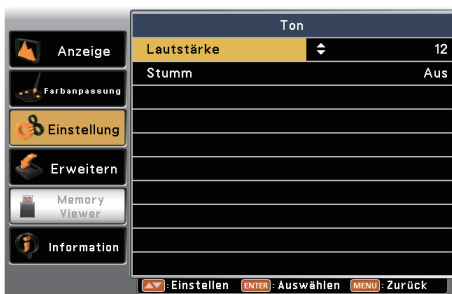 Ton
Lautstärke 12
Stumm Aus
Anzeige
Farbanpassung
Einstellung
Erweitern
Memory
Viewer
Information
:Einstellen ENTER:Auswählen MENU:Zurück